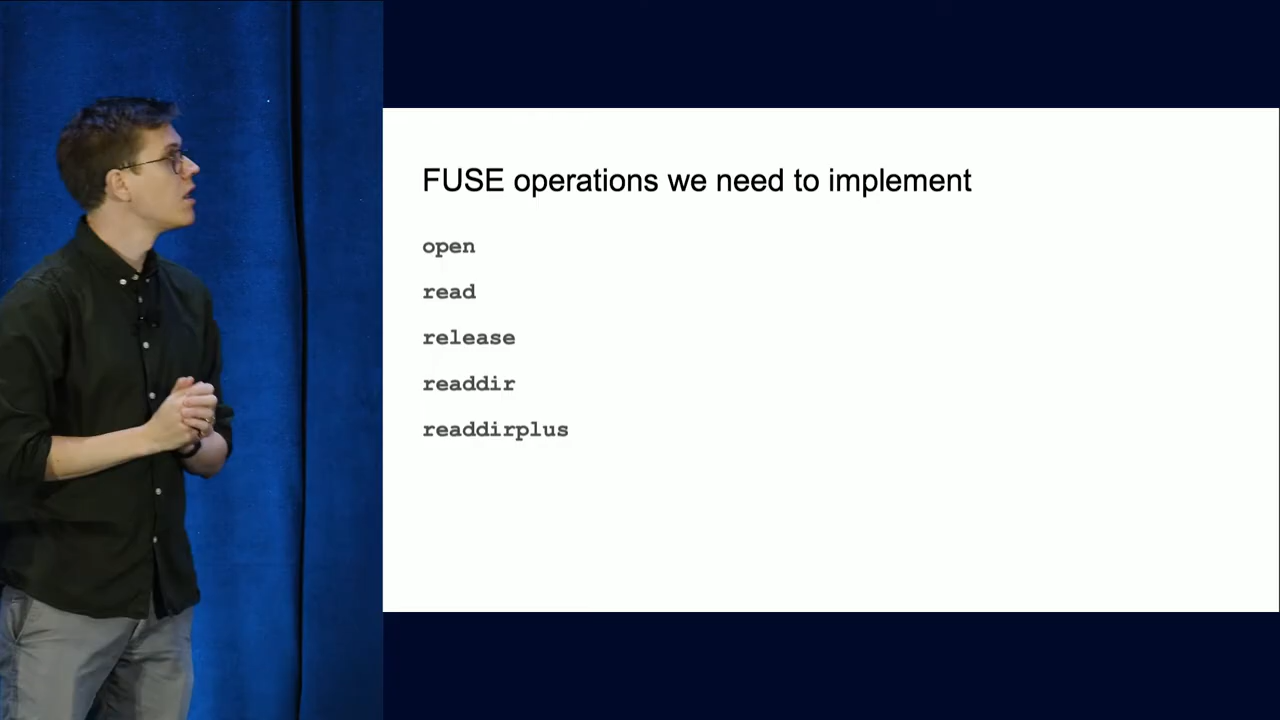 FUSE operations we need to implement
open
read
release
readdir
readdirplus